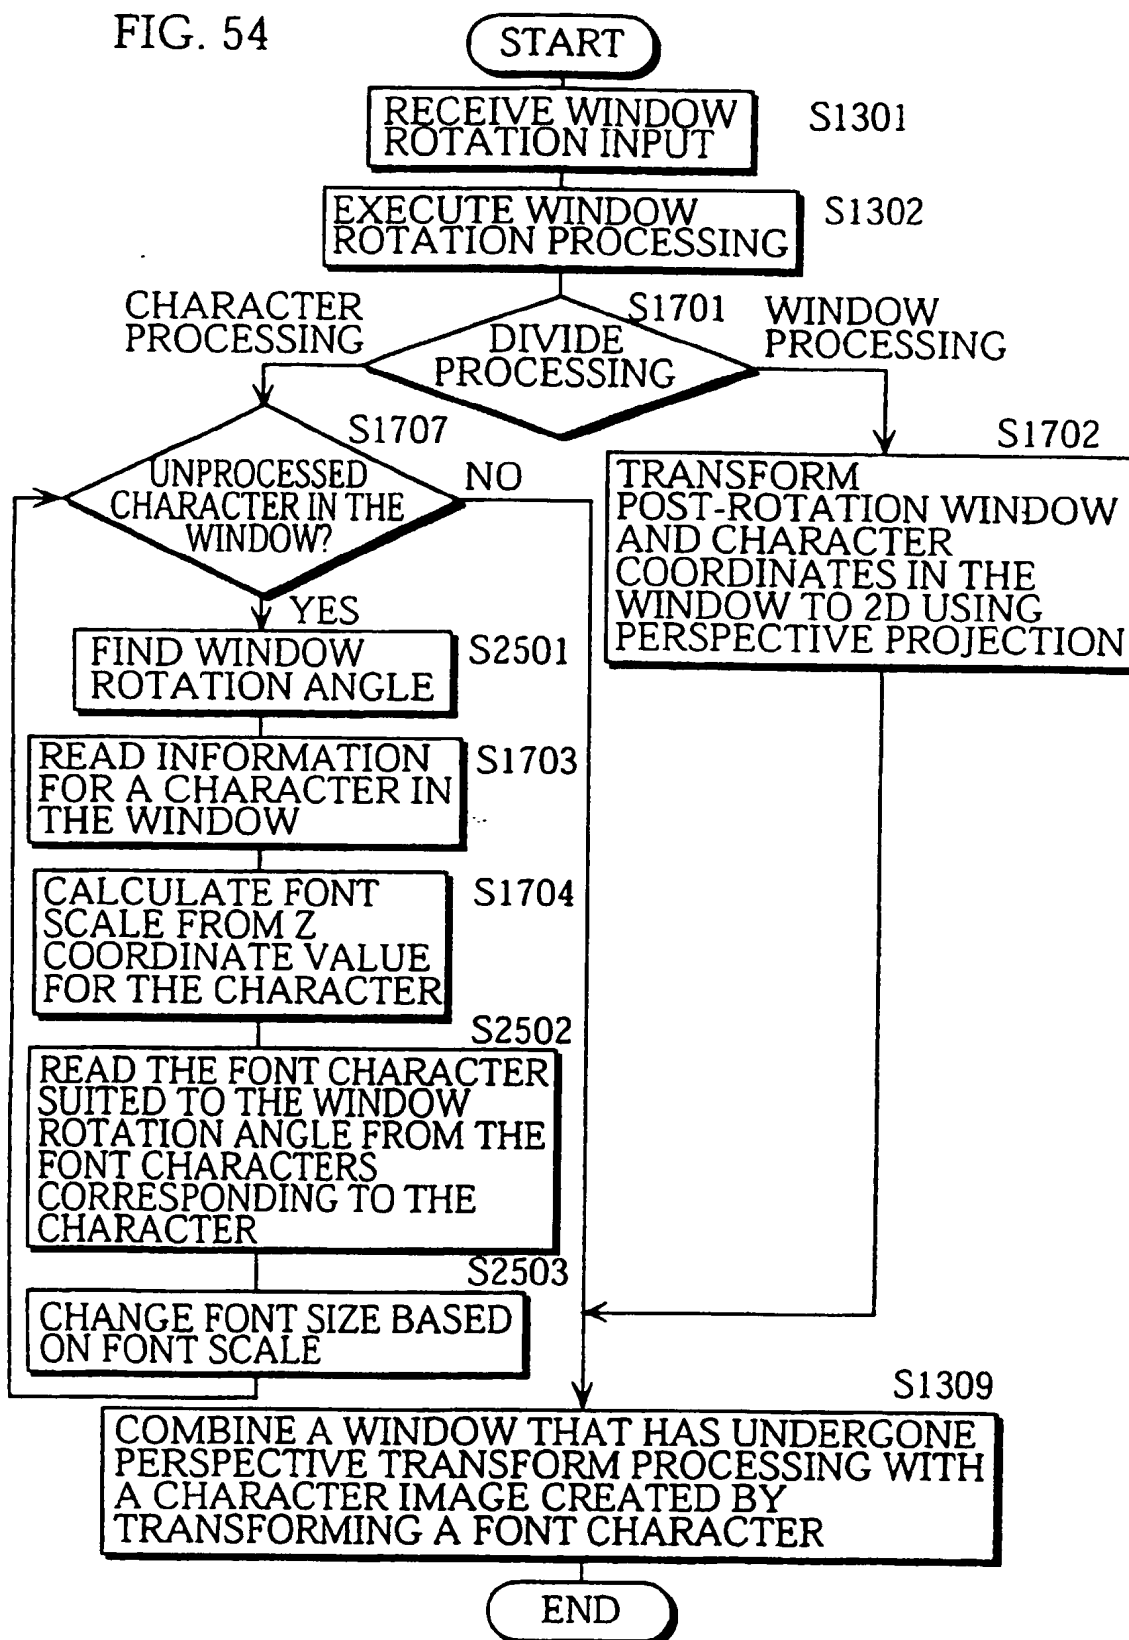 FIG. 54
START
RECEIVE WINDOW
ROTATION INPUT
S1301
EXECUTE WINDOW
ROTATION PROCESSING
S1302
CHARACTER
PROCESSING
S1701
DIVIDE
PROCESSING
WINDOW
PROCESSING
S1707
UNPROCESSED
CHARACTER IN THE
WINDOW?
NO
YES
S1702
TRANSFORM
POST-ROTATION WINDOW
AND CHARACTER
COORDINATES IN THE
WINDOW TO 2D USING
PERSPECTIVE PROJECTION
FIND WINDOW
ROTATION ANGLE
S2501
READ INFORMATION
FOR A CHARACTER IN
THE WINDOW
S1703
CALCULATE FONT
SCALE FROM Z
COORDINATE VALUE
FOR THE CHARACTER
S1704
S2502
READ THE FONT CHARACTER
SUITED TO THE WINDOW
ROTATION ANGLE FROM THE
FONT CHARACTERS
CORRESPONDING TO THE
CHARACTER
S2503
CHANGE FONT SIZE BASED
ON FONT SCALE
S1309
COMBINE A WINDOW THAT HAS UNDERGONE
PERSPECTIVE TRANSFORM PROCESSING WITH
A CHARACTER IMAGE CREATED BY
TRANSFORMING A FONT CHARACTER
END